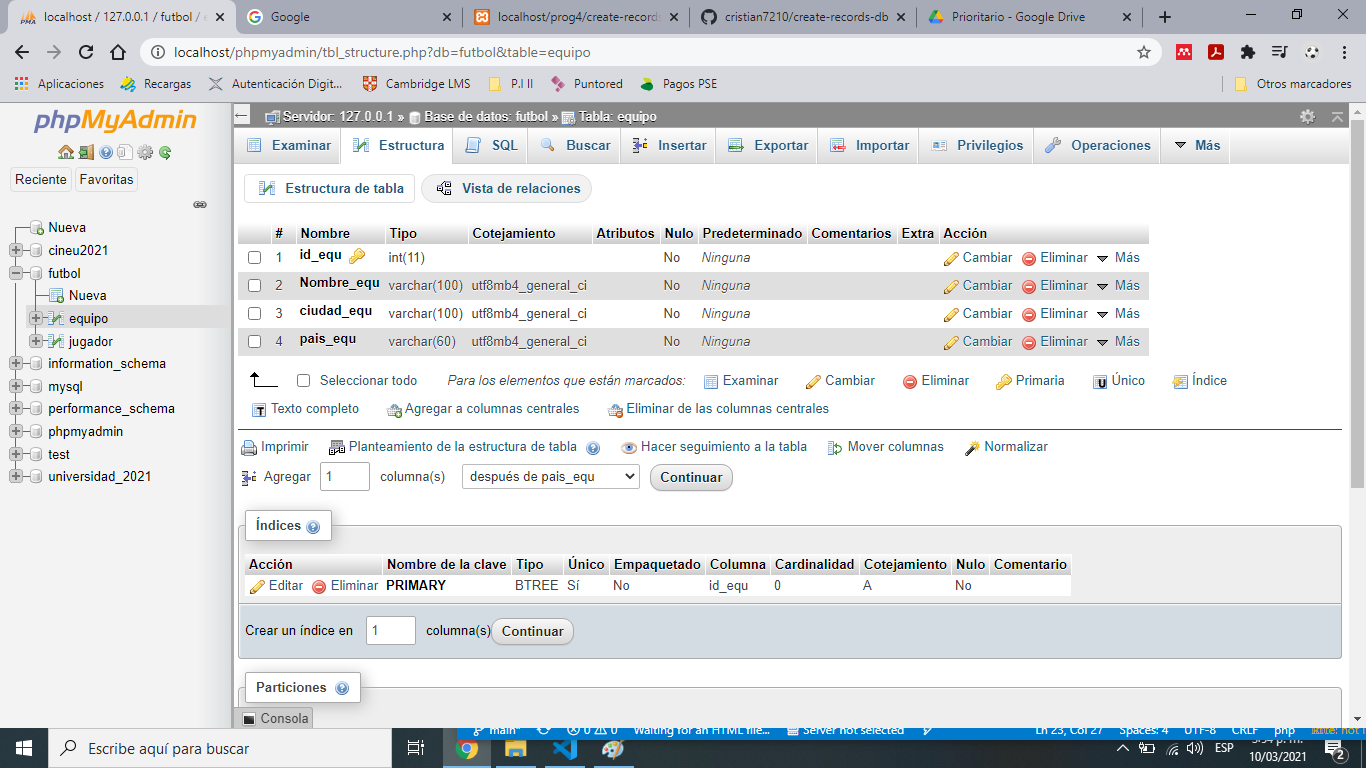 localhost / 127.0.0.1 / futbol / e
Google
localhost/prog4/create-records
cristian7210/create-records-db
Prioritario - Google Drive
localhost/phpmyadmin/tbl_structure.php?db=futbol&table=equipo
Aplicaciones
Recargas
Autenticación Digit...
Cambridge LMS
P.I II
Puntored
Pagos PSE
Otros marcadores
phpMyAdmin
Reciente
Favoritas
Nueva
cineu2021
futbol
Nueva
equipo
jugador
information_schema
mysql
performance_schema
phpmyadmin
test
universidad_2021
Servidor: 127.0.0.1 » Base de datos: futbol » Tabla: equipo
Examinar
Estructura
SQL
Buscar
Insertar
Exportar
Importar
Privilegios
Operaciones
Más
Estructura de tabla
Vista de relaciones
# Nombre Tipo Cotejamiento Atributos Nulo Predeterminado Comentarios Extra Acción
1 id_equ int(11) No Ninguna Cambiar Eliminar Más
2 Nombre_equ varchar(100) utf8mb4_general_ci No Ninguna Cambiar Eliminar Más
3 ciudad_equ varchar(100) utf8mb4_general_ci No Ninguna Cambiar Eliminar Más
4 pais_equ varchar(60) utf8mb4_general_ci No Ninguna Cambiar Eliminar Más
Seleccionar todo Para los elementos que están marcados: Examinar Cambiar Eliminar Primaria Único Índice
Texto completo Agregar a columnas centrales Eliminar de las columnas centrales
Imprimir Planteamiento de la estructura de tabla Hacer seguimiento a la tabla Mover columnas Normalizar
Agregar 1 columna(s) después de pais_equ Continuar
Índices
Acción Nombre de la clave Tipo Único Empaquetado Columna Cardinalidad Cotejamiento Nulo Comentario
Editar Eliminar PRIMARY BTREE Sí No id_equ 0 A No
Crear un índice en 1 columna(s) Continuar
Particiones
Consola
main* 0 0 Waiting for an HTML file... Server not selected Ln 23, Col 27 Spaces: 4 UTF-8 CRLF php
Escribe aquí para buscar
ESP
10/03/2021
2